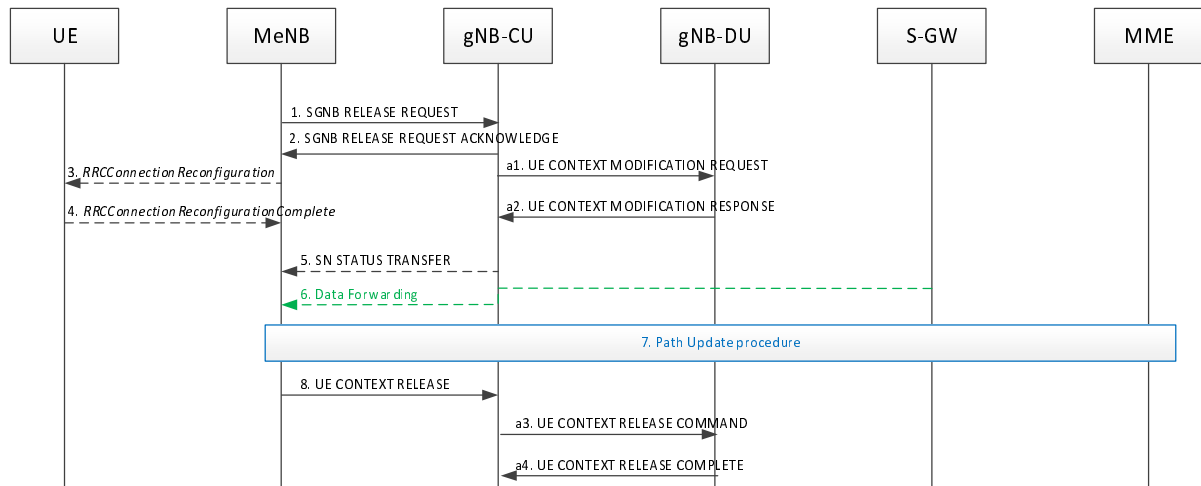 UE
MeNB
gNB-CU
gNB-DU
S-GW
MME
1. SGNB RELEASE REQUEST
2. SGNB RELEASE REQUEST ACKNOWLEDGE
a1. UE CONTEXT MODIFICATION REQUEST
3. RRCConnectionReconfiguration
4. RRCConnectionReconfigurationComplete
a2. UE CONTEXT MODIFICATION RESPONSE
5. SN STATUS TRANSFER
6. Data Forwarding
7. Path Update procedure
8. UE CONTEXT RELEASE
a3. UE CONTEXT RELEASE COMMAND
a4. UE CONTEXT RELEASE COMPLETE